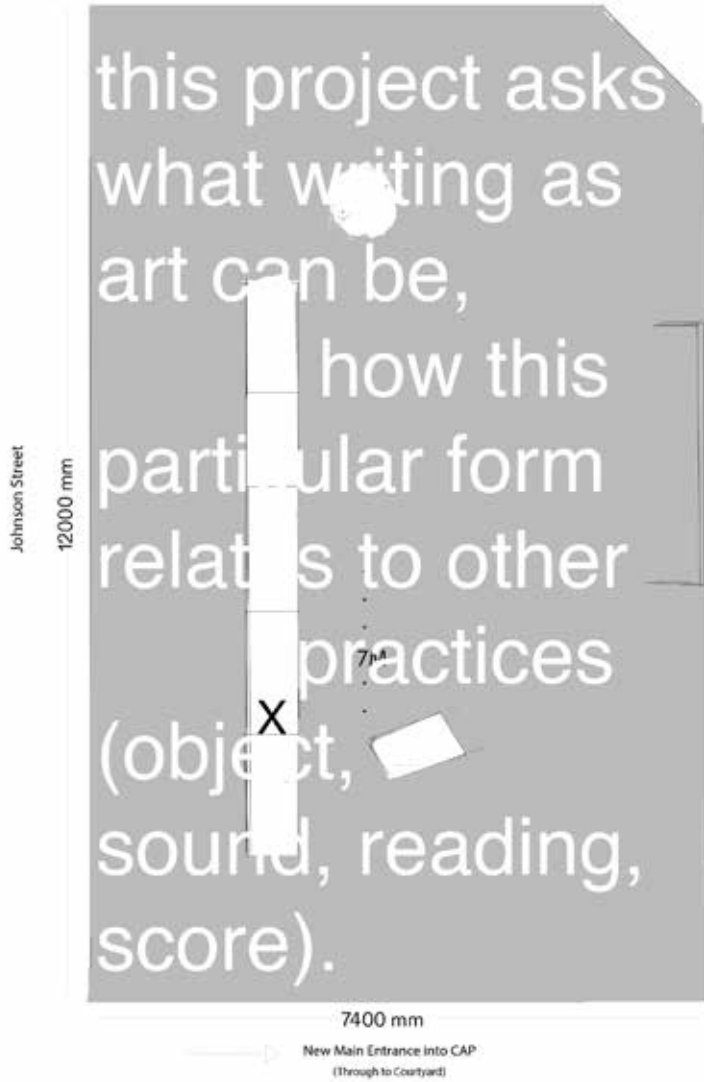 this project asks
what writing as
art can be,
how this
particular form
relates to other
practices
(object,
sound, reading,
score).
Johnson Street
12000 mm
X
7400 mm
New Main Entrance into CAP
(Through to Courtyard)